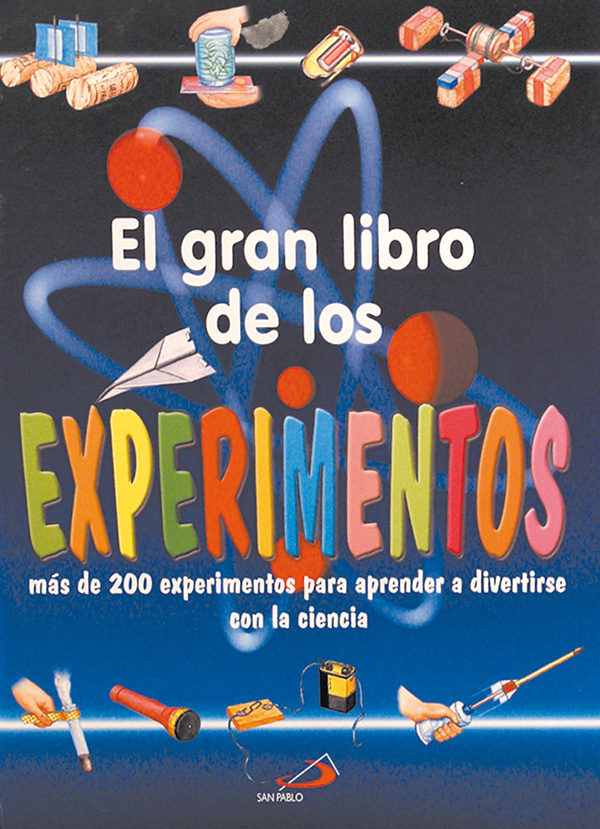 El gran libro
de los
EXPERIMENTOS
más de 200 experimentos para aprender a divertirse
con la ciencia
SAN PABLO